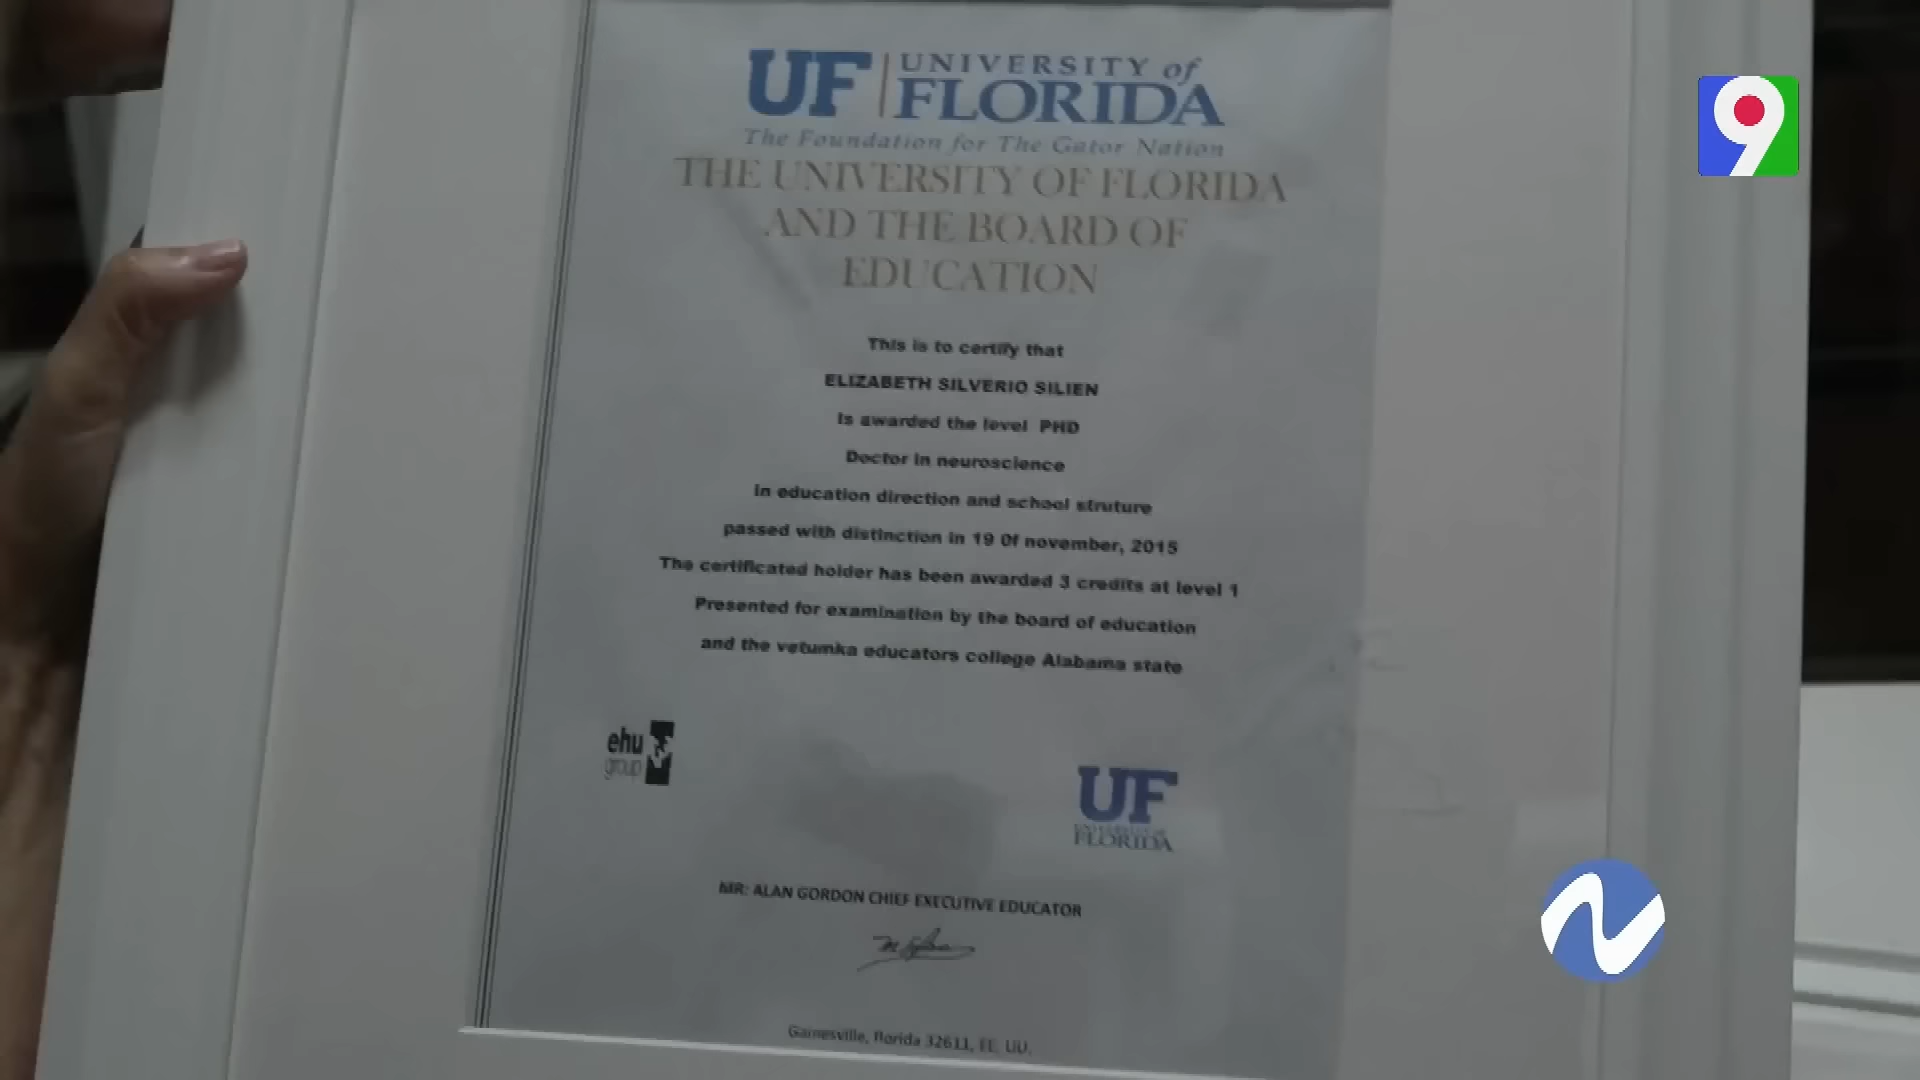 UF UNIVERSITY of
FLORIDA
The Foundation for The Gator Nation
THE UNIVERSITY OF FLORIDA
AND THE BOARD OF
EDUCATION
This is to certify that
ELIZABETH SILVERIO SILIEN
Is awarded the level PHD
Doctor in neuroscience
In education direction and school struture
passed with distinction in 19 0f november, 2015
The certificated holder has been awarded 3 credits at level 1
Presented for examination by the board of education
and the vetumka educators college Alabama state
ehu
group
UF
UNIVERSITY of
FLORIDA
MR: ALAN GORDON CHIEF EXECUTIVE EDUCATOR
Gainesville, Florida 32611, EE. UU.
9